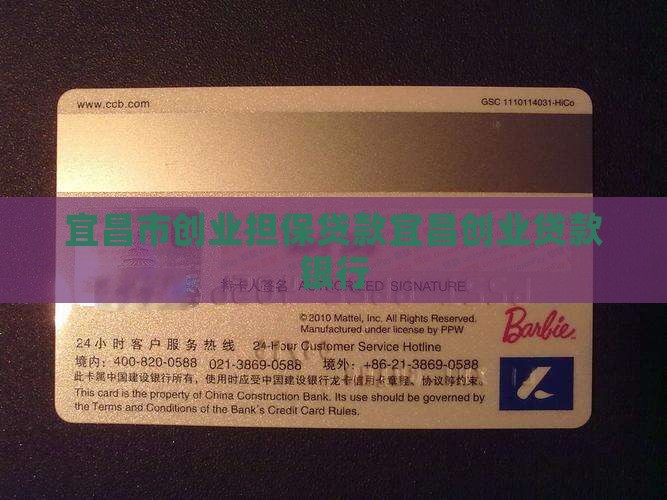 www.ccb.com
GSC 1110114031-HiCo
宜昌市创业担保贷款宜昌创业贷款
银行
卡人签名 AUTHORIZED SIGNATURE
©2010 Mattel, Inc. All Rights Reserved.
Manufactured under license by PPW
Barbie
24小时客户服务热线 24-Hour Customer Service Hotline
境内：400-820-0588 021-3869-0588 境外：+86-21-3869-0588
此卡属中国建设银行所有，使用时应受中国建设银行龙卡信用卡章程、协议等约束。
This card is the property of China Construction Bank. Its use should be governed by
the Terms and Conditions of the Bank's Credit Card Rules.